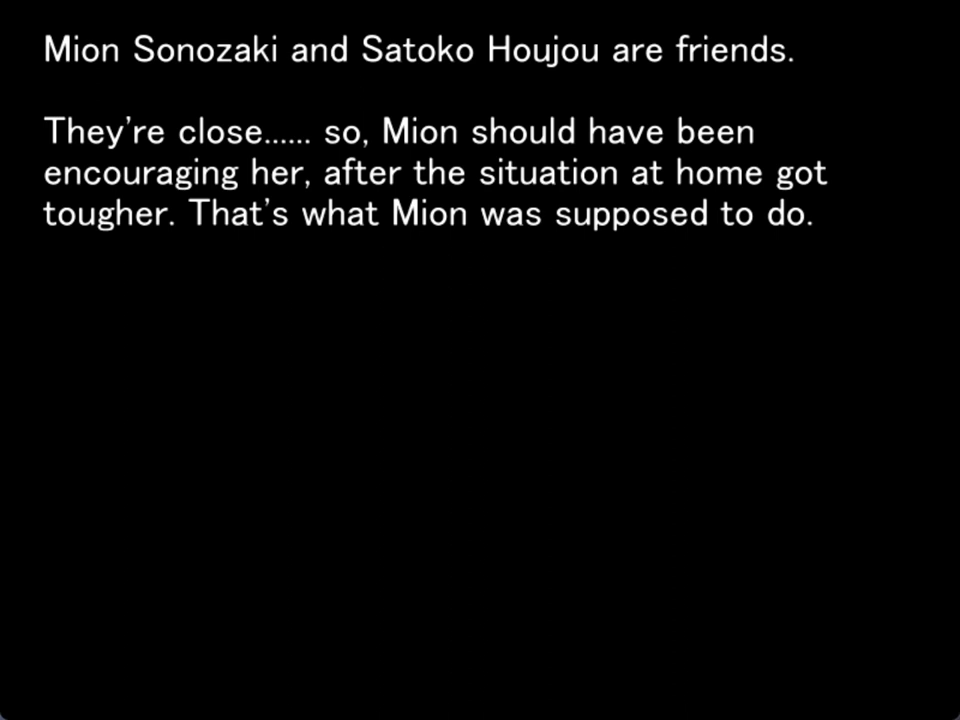 Mion Sonozaki and Satoko Houjou are friends.
They're close...... so, Mion should have been
encouraging her, after the situation at home got
tougher. That's what Mion was supposed to do.